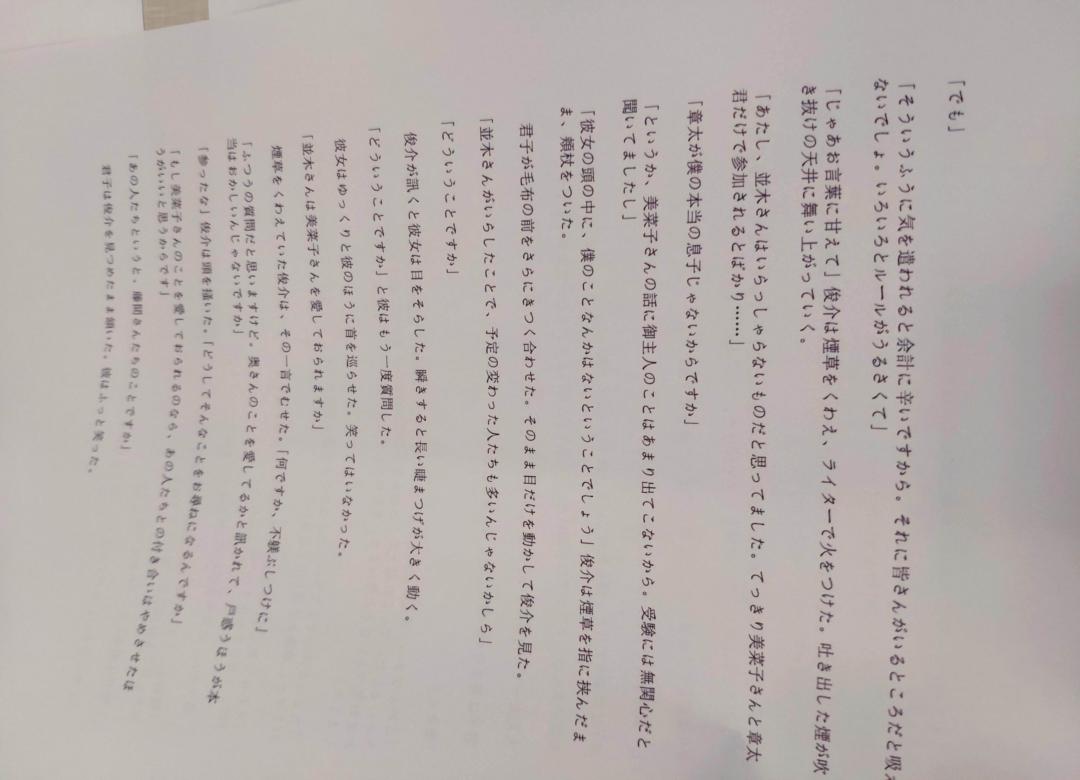 「でも」
「そういうふうに気を遣われると余計に辛いですから。それに皆さんがいるところだと吸え
ないでしょ。いろいろとルールがうるさくて」
「じゃあお言葉に甘えて」俊介は煙草をくわえ、ライターで火をつけた。吐き出した煙が吹
き抜けの天井に舞い上がっていく。
「あたし、並木さんはいらっしゃらないものだと思ってました。てっきり美菜子さんと章太
君だけで参加されるとばかり……」
「章太が僕の本当の息子じゃないからですか」
「というか、美菜子さんの話に御主人のことはあまり出てこないから。受験には無関心だと
聞いてましたし」
「彼女の頭の中に、僕のことなんかはないということでしょう」俊介は煙草を指に挟んだま
ま、頬杖をついた。
君子が毛布の前をさらにきつく合わせた。そのまま目だけを動かして俊介を見た。
「並木さんがいらしたことで、予定の変わった人たちも多いんじゃないかしら」
「どういうことですか」
俊介が訊くと彼女は目をそらした。瞬きすると長い睫まつげが大きく動く。
「どういうことですか」と彼はもう一度質問した。
彼女はゆっくりと彼のほうに首を巡らせた。笑ってはいなかった。
「並木さんは美菜子さんを愛しておられますか」
煙草をくわえていた俊介は、その一言でむせた。「何ですか、不躾ぶしつけに」
「ふつうの質問だと思いますけど。奥さんのことを愛してるかと訊かれて、戸惑うほうが本
当はおかしいんじゃないですか」
「参ったな」俊介は頭を掻いた。「どうしてそんなことをお尋ねになるんですか」
「もし美菜子さんのことを愛しておられるのなら、あの人たちとの付き合いはやめさせたほ
うがいいと思うからです」
「あの人たちというと、藤間さんたちのことですか」
君子は俊介を見つめたまま頷いた。彼はふっと笑った。